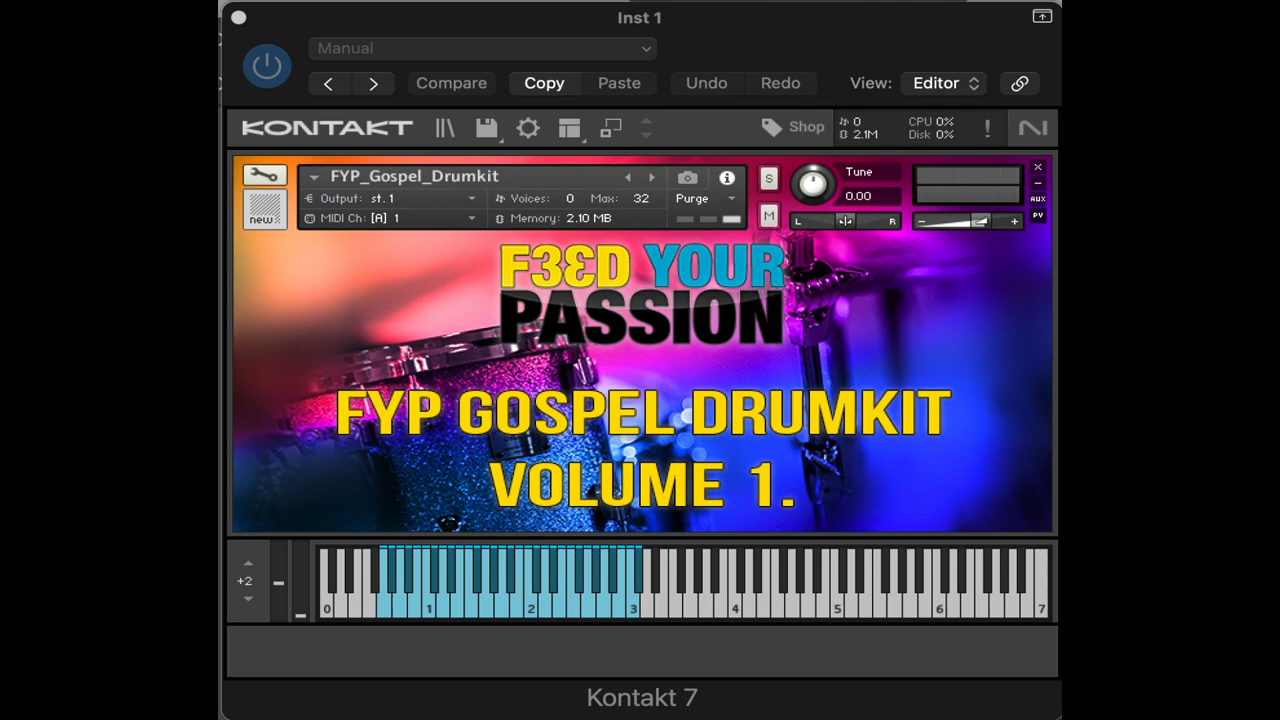 Inst 1
Manual
Compare Copy Paste Undo Redo View: Editor
KONTAKT Shop 0 2.1M CPU 0% Disk 0% !
FYP_Gospel_Drumkit
Output: st.1 Voices: 0 Max: 32 Purge
MIDI Ch: [A] 1 Memory: 2.10 MB
new
S
M
Tune
0.00
L R
- +
x
-
AUX
PV
F3ƐD YOUR
PASSION
FYP GOSPEL DRUMKIT
VOLUME 1.
+2
0 1 2 3 4 5 6 7
Kontakt 7